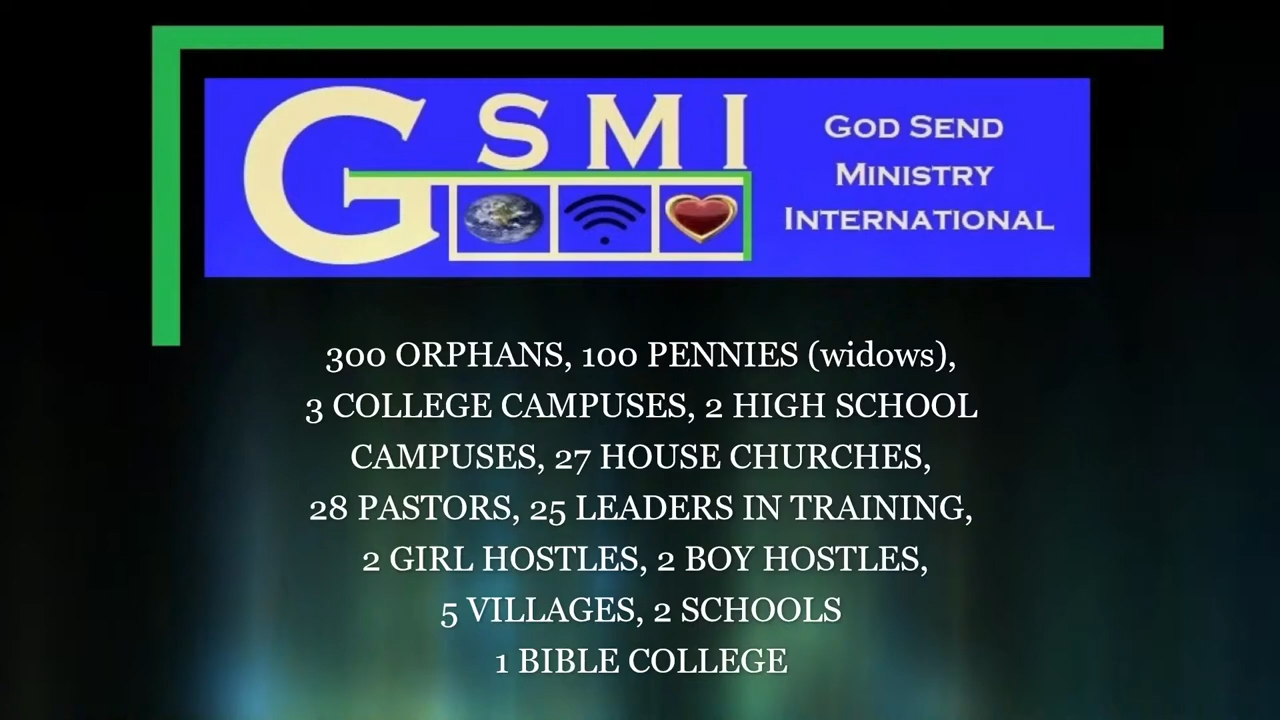 GSMI
God Send
Ministry
International
300 ORPHANS, 100 PENNIES (widows),
3 COLLEGE CAMPUSES, 2 HIGH SCHOOL
CAMPUSES, 27 HOUSE CHURCHES,
28 PASTORS, 25 LEADERS IN TRAINING,
2 GIRL HOSTLES, 2 BOY HOSTLES,
5 VILLAGES, 2 SCHOOLS
1 BIBLE COLLEGE